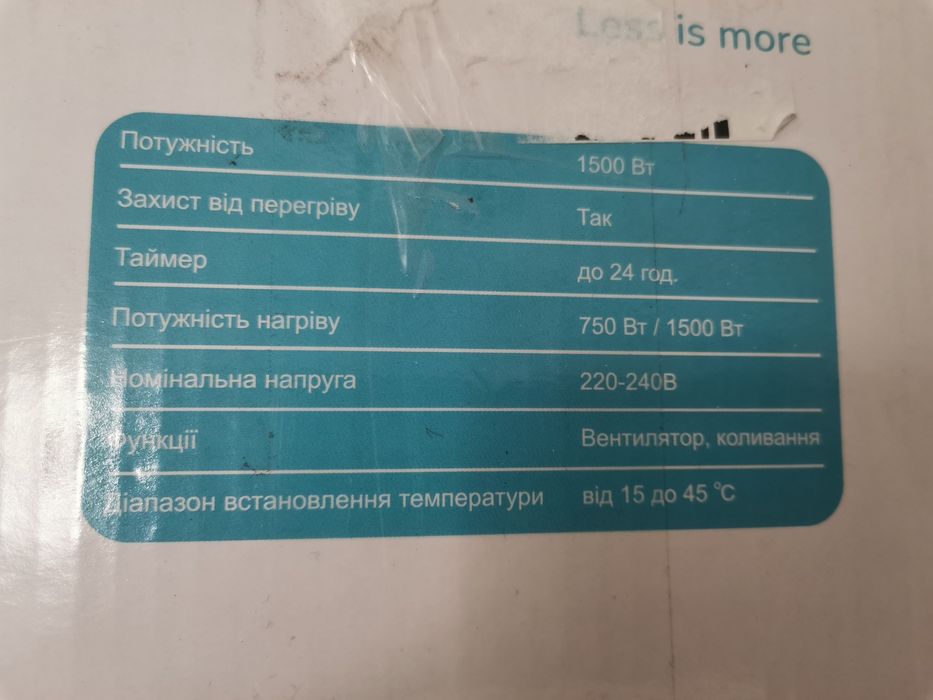 Less is more
Потужність 1500 Вт
Захист від перегріву Так
Таймер до 24 год.
Потужність нагріву 750 Вт / 1500 Вт
Номінальна напруга 220-240В
Функції Вентилятор, коливання
Діапазон встановлення температури від 15 до 45 °C